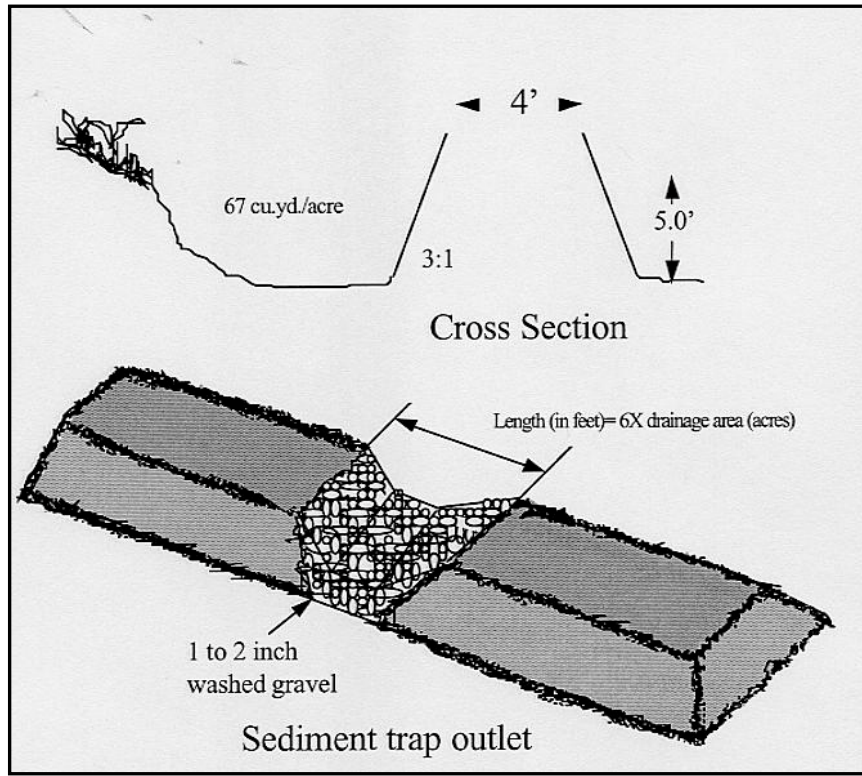 4’
67 cu.yd./acre
5.0’
3:1
Cross Section
Length (in feet)= 6X drainage area (acres)
1 to 2 inch
washed gravel
Sediment trap outlet